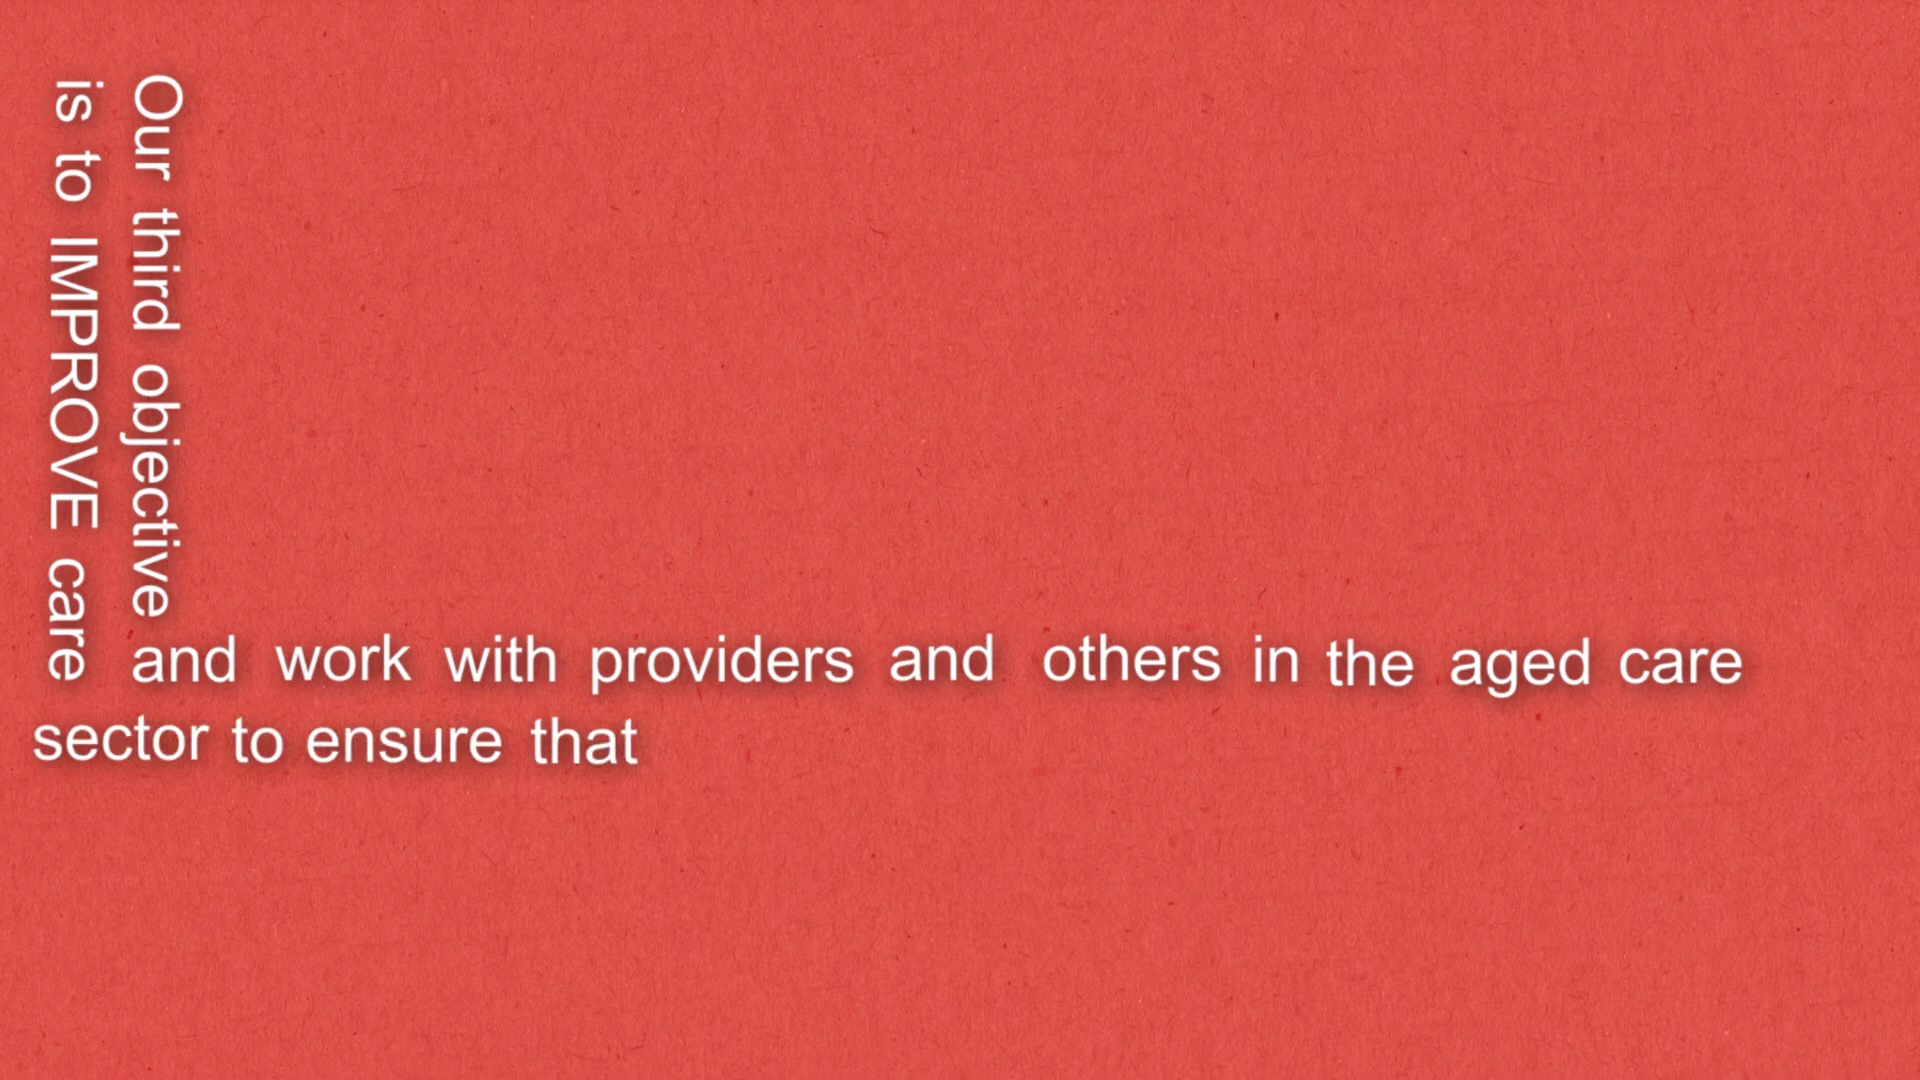 Our third objective
is to IMPROVE care
and work with providers and others in the aged care
sector to ensure that